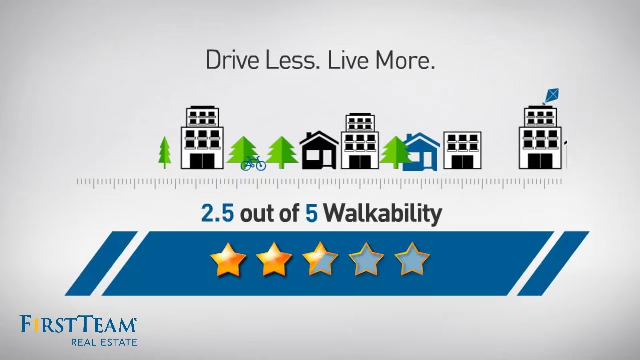 Drive Less. Live More.
2.5 out of 5 Walkability
FIRSTTEAM®
REAL ESTATE